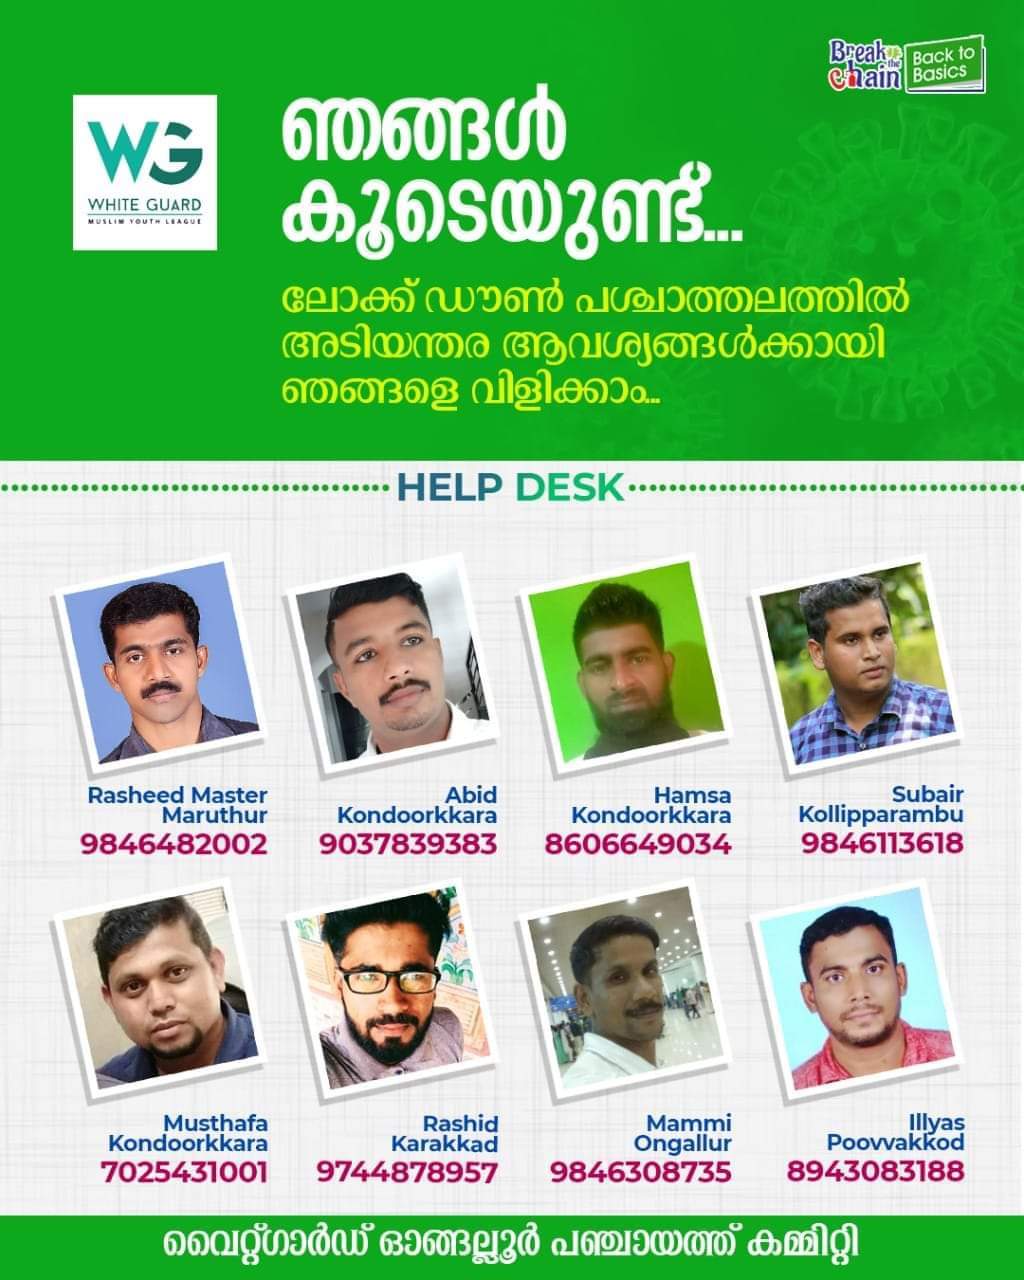 Break the Chain
Back to
Basics
WG
WHITE GUARD
MUSLIM YOUTH LEAGUE
ഞങ്ങൾ
കൂടെയുണ്ട്...
ലോക്ക് ഡൗൺ പശ്ചാത്തലത്തിൽ
അടിയന്തര ആവശ്യങ്ങൾക്കായി
ഞങ്ങളെ വിളിക്കാം...
HELP DESK
Rasheed Master
Maruthur
9846482002
Abid
Kondoorkkara
9037839383
Hamsa
Kondoorkkara
8606649034
Subair
Kollipparambu
9846113618
Musthafa
Kondoorkkara
7025431001
Rashid
Karakkad
9744878957
Mammi
Ongallur
9846308735
Illyas
Poovvakkod
8943083188
വൈറ്റ്ഗാർഡ് ഓങ്ങല്ലൂർ പഞ്ചായത്ത് കമ്മിറ്റി